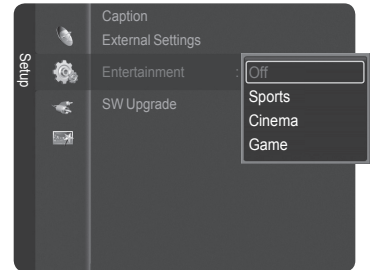 Setup
Caption
External Settings
Entertainment : Off
Sports
Cinema
Game
SW Upgrade